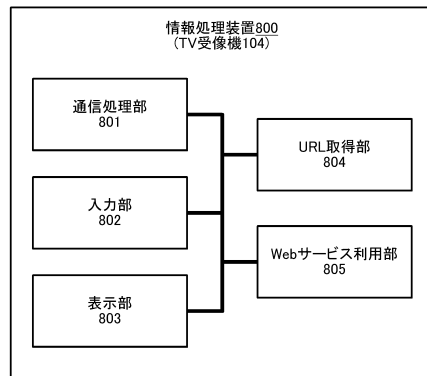 情報処理装置800
(TV受像機104)
通信処理部
801
入力部
802
表示部
803
URL取得部
804
Webサービス利用部
805